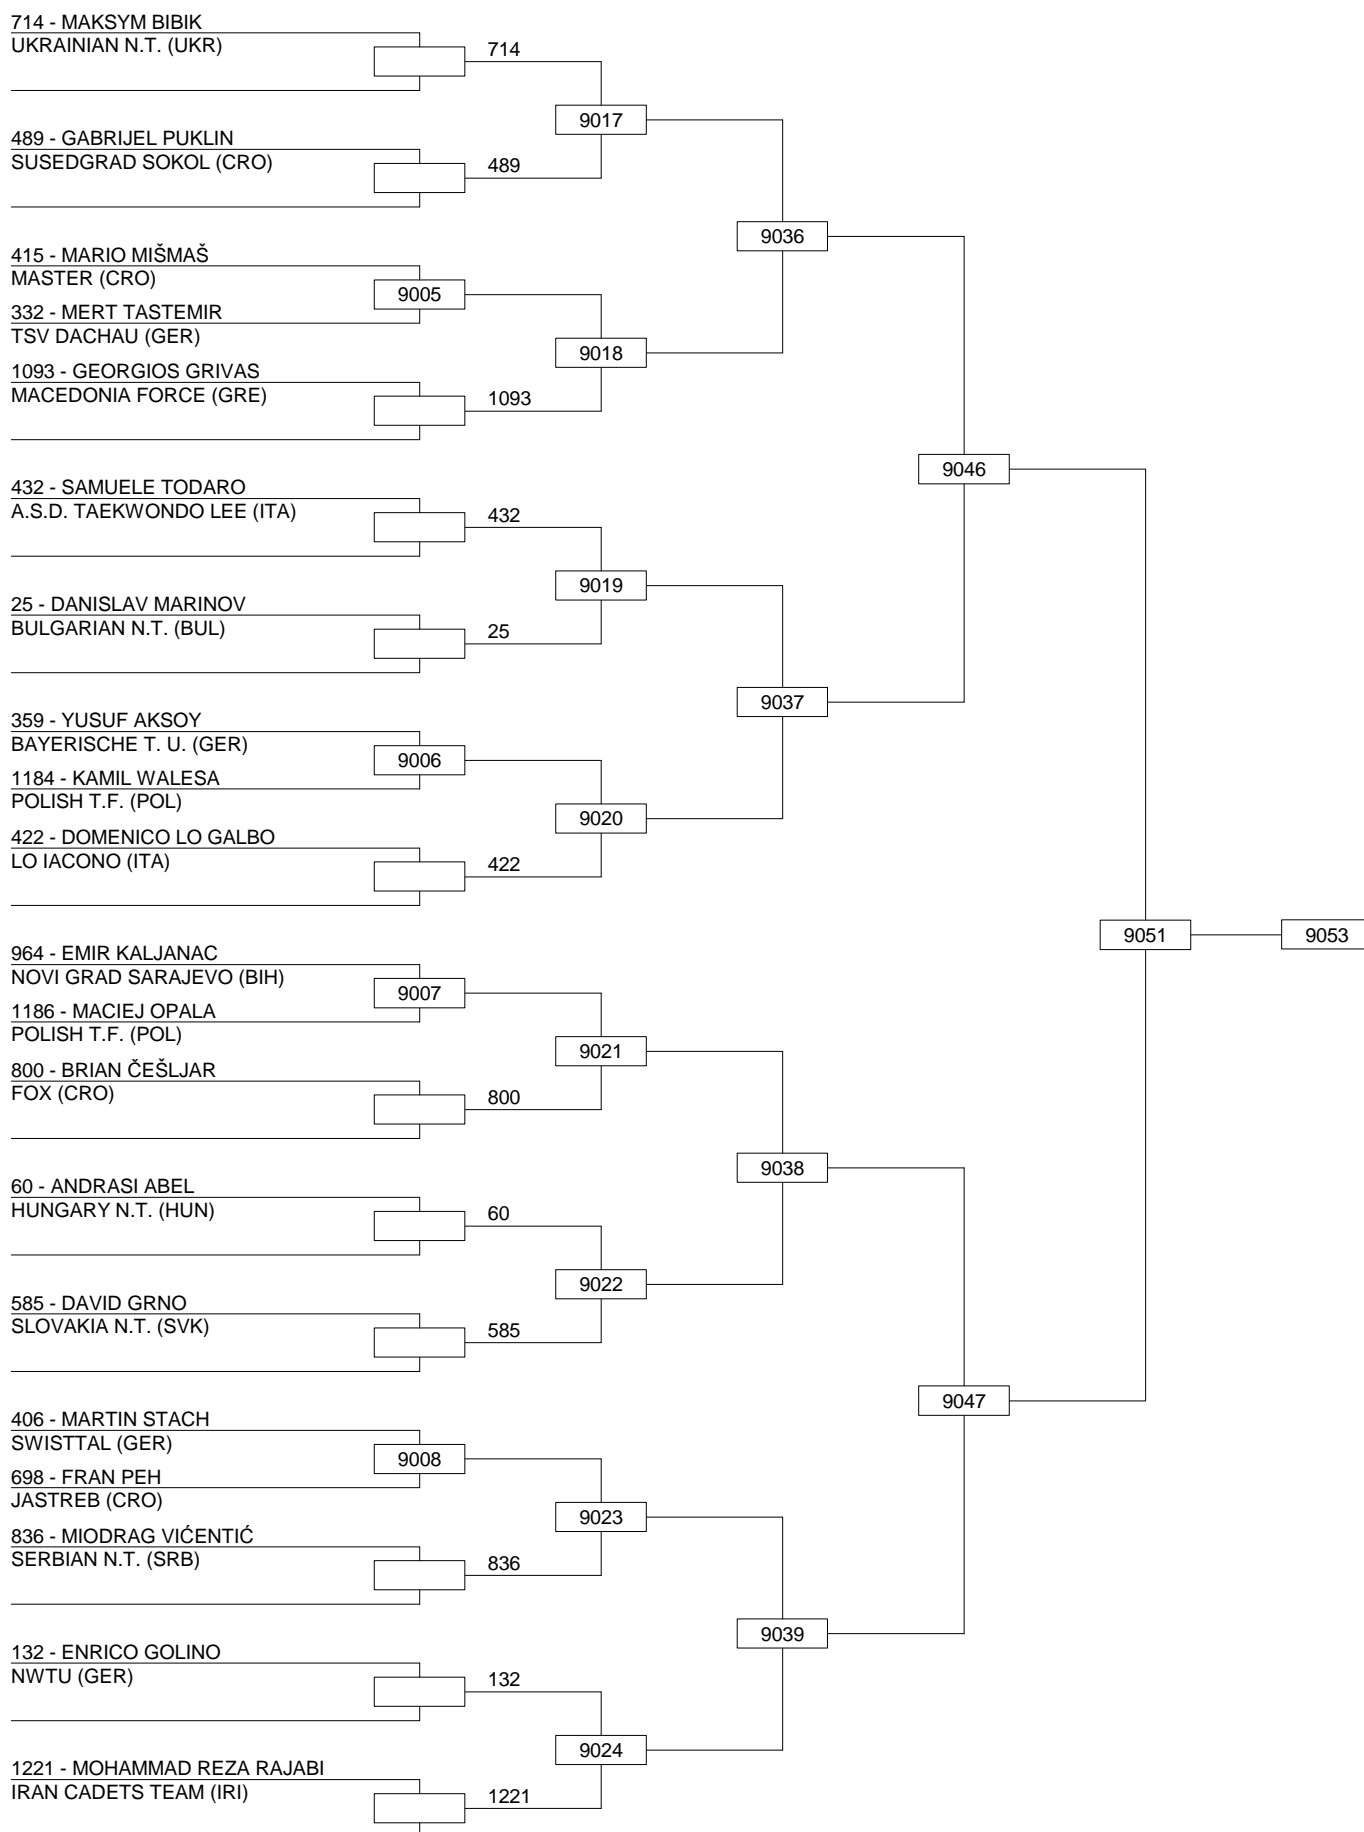 714 - MAKSYM BIBIK
UKRAINIAN N.T. (UKR)
714
9017
489 - GABRIJEL PUKLIN
SUSEDGRAD SOKOL (CRO)
489
9036
415 - MARIO MIŠMAŠ
MASTER (CRO)
9005
332 - MERT TASTEMIR
TSV DACHAU (GER)
9018
1093 - GEORGIOS GRIVAS
MACEDONIA FORCE (GRE)
1093
9046
432 - SAMUELE TODARO
A.S.D. TAEKWONDO LEE (ITA)
432
9019
25 - DANISLAV MARINOV
BULGARIAN N.T. (BUL)
25
9037
359 - YUSUF AKSOY
BAYERISCHE T. U. (GER)
9006
1184 - KAMIL WALESA
POLISH T.F. (POL)
9020
422 - DOMENICO LO GALBO
LO IACONO (ITA)
422
9051
9053
964 - EMIR KALJANAC
NOVI GRAD SARAJEVO (BIH)
9007
1186 - MACIEJ OPALA
POLISH T.F. (POL)
9021
800 - BRIAN ČEŠLJAR
FOX (CRO)
800
9038
60 - ANDRASI ABEL
HUNGARY N.T. (HUN)
60
9022
585 - DAVID GRNO
SLOVAKIA N.T. (SVK)
585
9047
406 - MARTIN STACH
SWISTTAL (GER)
9008
698 - FRAN PEH
JASTREB (CRO)
9023
836 - MIODRAG VIĆENTIĆ
SERBIAN N.T. (SRB)
836
9039
132 - ENRICO GOLINO
NWTU (GER)
132
9024
1221 - MOHAMMAD REZA RAJABI
IRAN CADETS TEAM (IRI)
1221